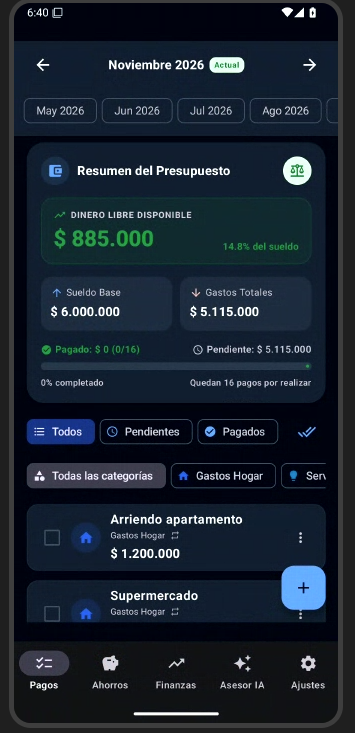 6:40
Noviembre 2026 Actual
May 2026 Jun 2026 Jul 2026 Ago 2026
Resumen del Presupuesto
DINERO LIBRE DISPONIBLE
$ 885.000
14.8% del sueldo
Sueldo Base
$ 6.000.000
Gastos Totales
$ 5.115.000
Pagado: $ 0 (0/16) Pendiente: $ 5.115.000
0% completado Quedan 16 pagos por realizar
Todos Pendientes Pagados
Todas las categorías Gastos Hogar Serv
Arriendo apartamento
Gastos Hogar
$ 1.200.000
Supermercado
Gastos Hogar
Pagos Ahorros Finanzas Asesor IA Ajustes